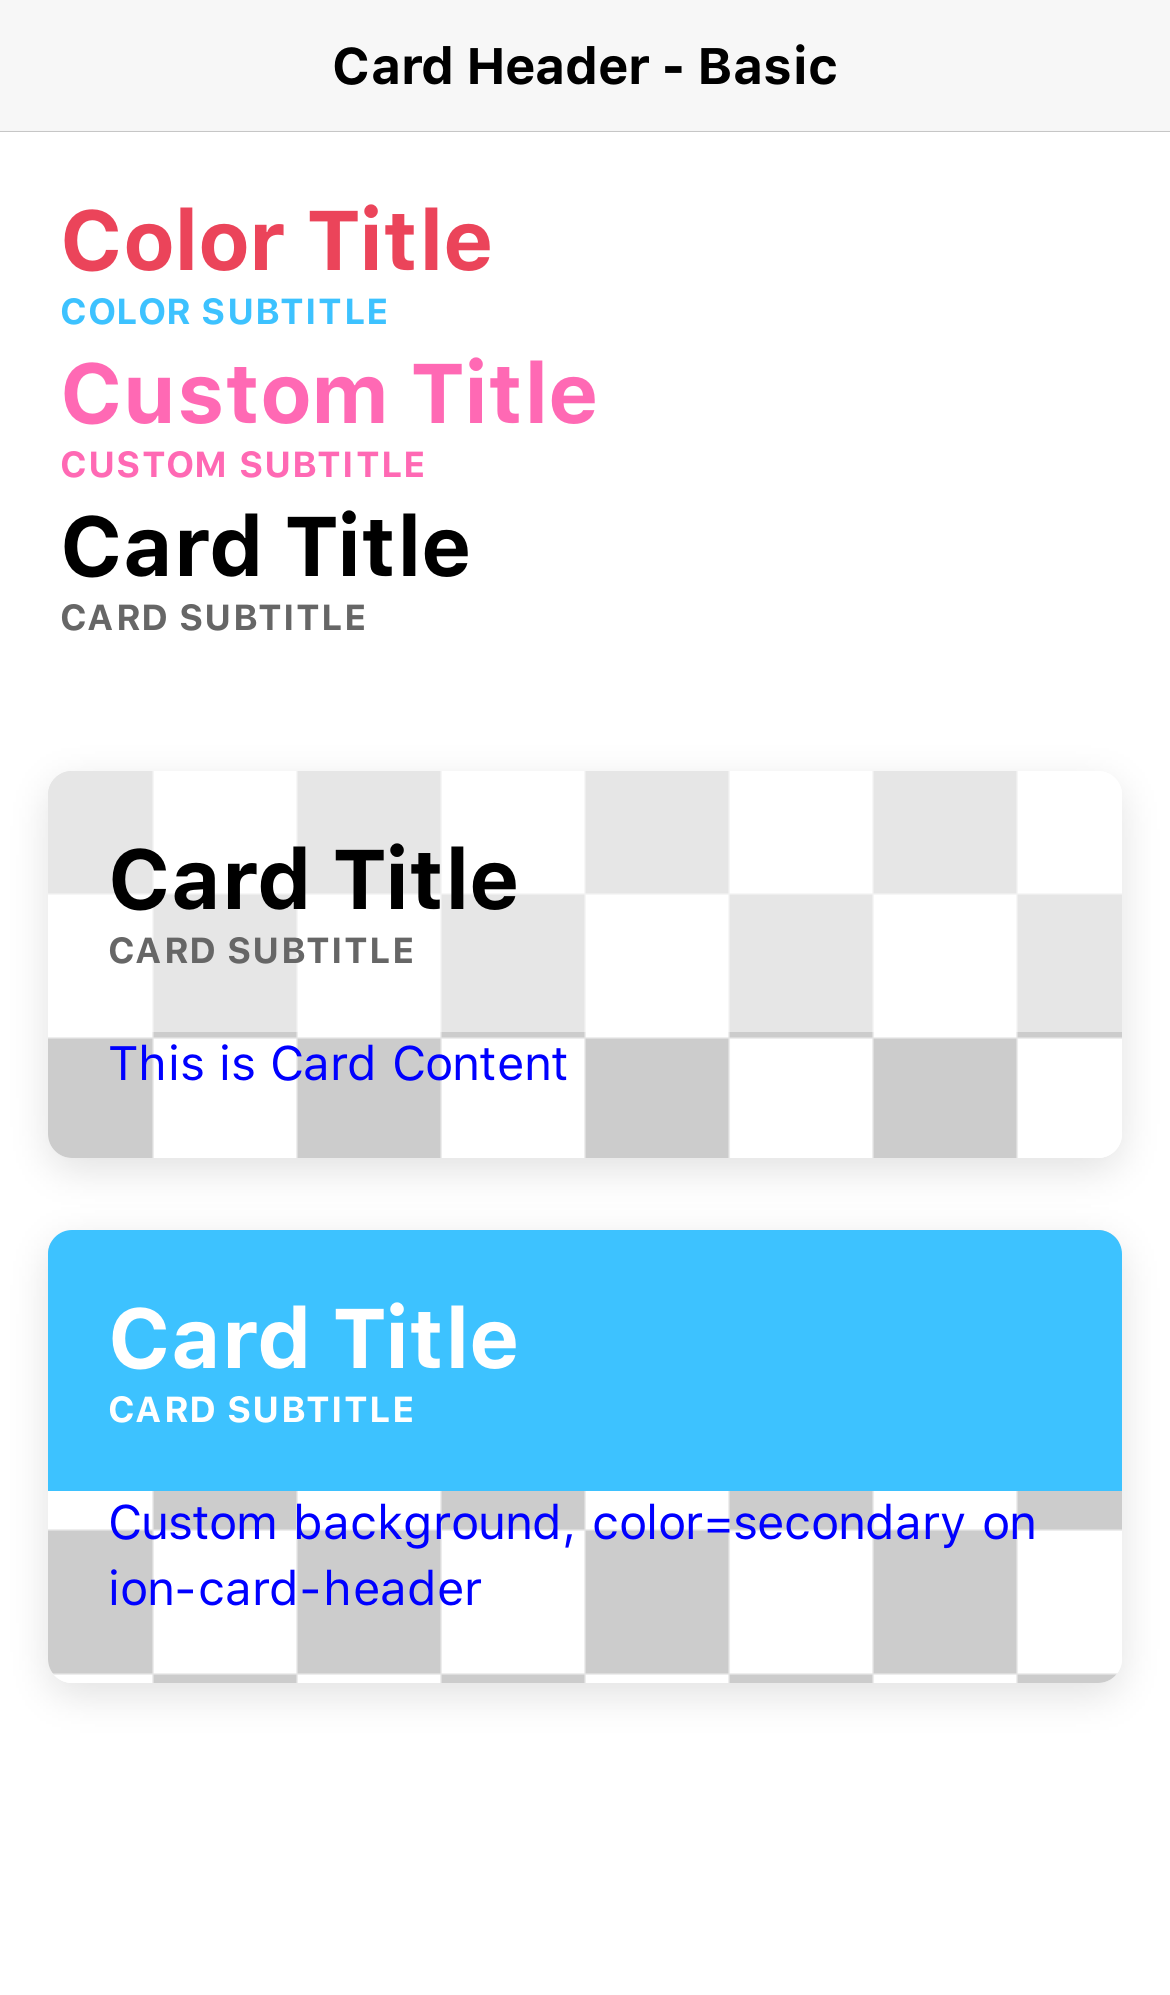 Card Header - Basic
Color Title
COLOR SUBTITLE
Custom Title
CUSTOM SUBTITLE
Card Title
CARD SUBTITLE
Card Title
CARD SUBTITLE
This is Card Content
Card Title
CARD SUBTITLE
Custom background, color=secondary on
ion-card-header